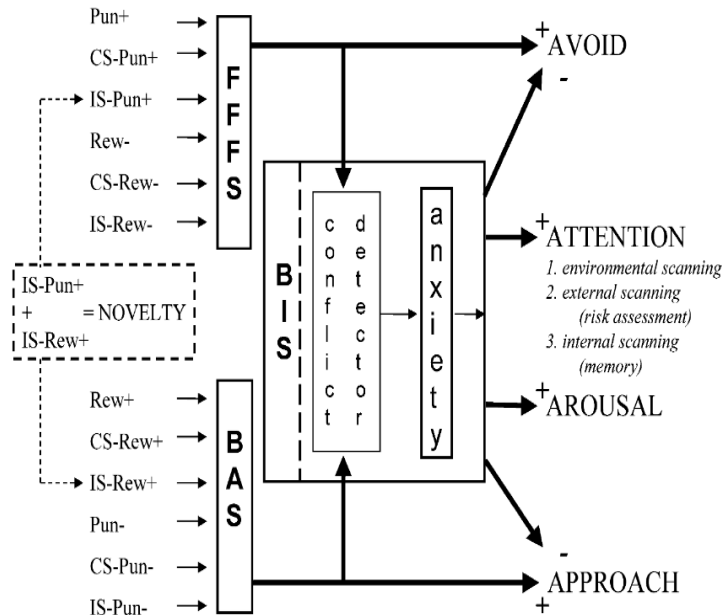 Pun+
CS-Pun+
IS-Pun+
Rew-
CS-Rew-
IS-Rew-
FFFS
+
AVOID
-
IS-Pun+
+ = NOVELTY
IS-Rew+
BIS
conflict
detector
anxiety
+
ATTENTION
1. environmental scanning
2. external scanning
(risk assessment)
3. internal scanning
(memory)
+
AROUSAL
Rew+
CS-Rew+
IS-Rew+
Pun-
CS-Pun-
IS-Pun-
BAS
-
APPROACH
+